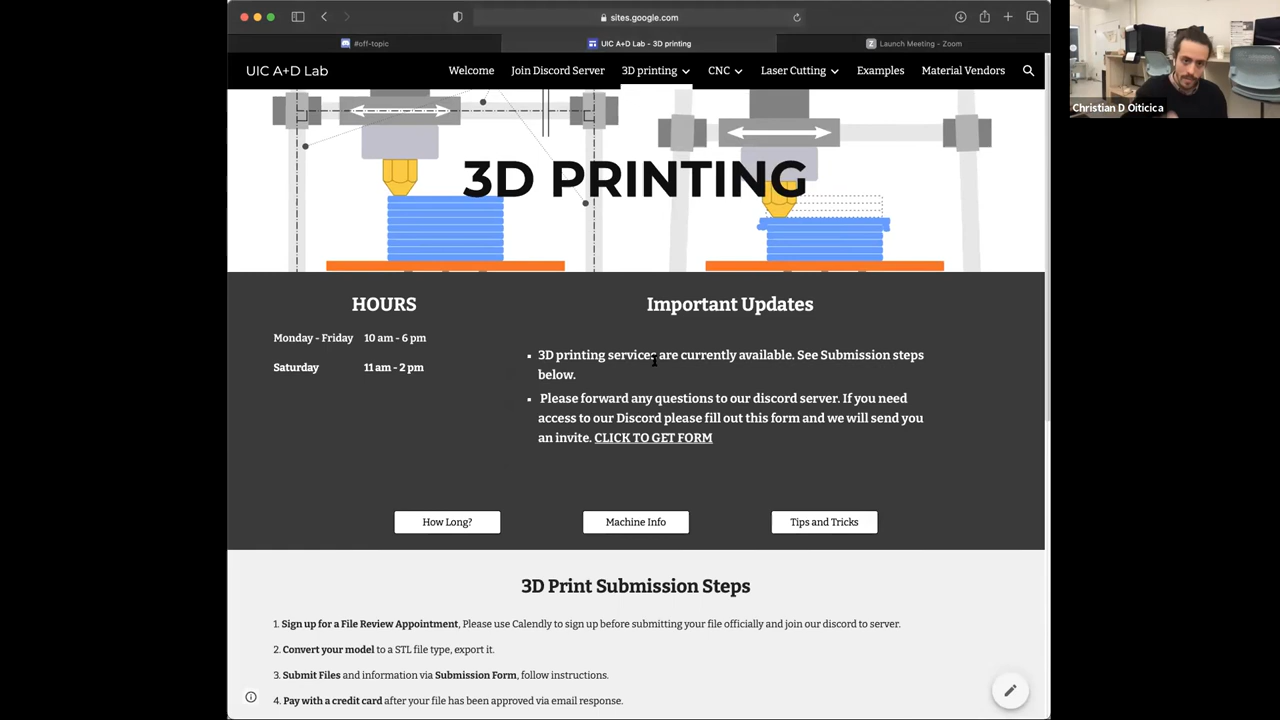 sites.google.com
#off-topic
UIC A+D Lab - 3D printing
Launch Meeting - Zoom
UIC A+D Lab
Welcome
Join Discord Server
3D printing
CNC
Laser Cutting
Examples
Material Vendors
Christian D Oiticica
3D PRINTING
HOURS
Monday - Friday 10 am - 6 pm
Saturday 11 am - 2 pm
Important Updates
3D printing services are currently available. See Submission steps
below.
Please forward any questions to our discord server. If you need
access to our Discord please fill out this form and we will send you
an invite. CLICK TO GET FORM
How Long?
Machine Info
Tips and Tricks
3D Print Submission Steps
1. Sign up for a File Review Appointment, Please use Calendly to sign up before submitting your file officially and join our discord to server.
2. Convert your model to a STL file type, export it.
3. Submit Files and information via Submission Form, follow instructions.
4. Pay with a credit card after your file has been approved via email response.